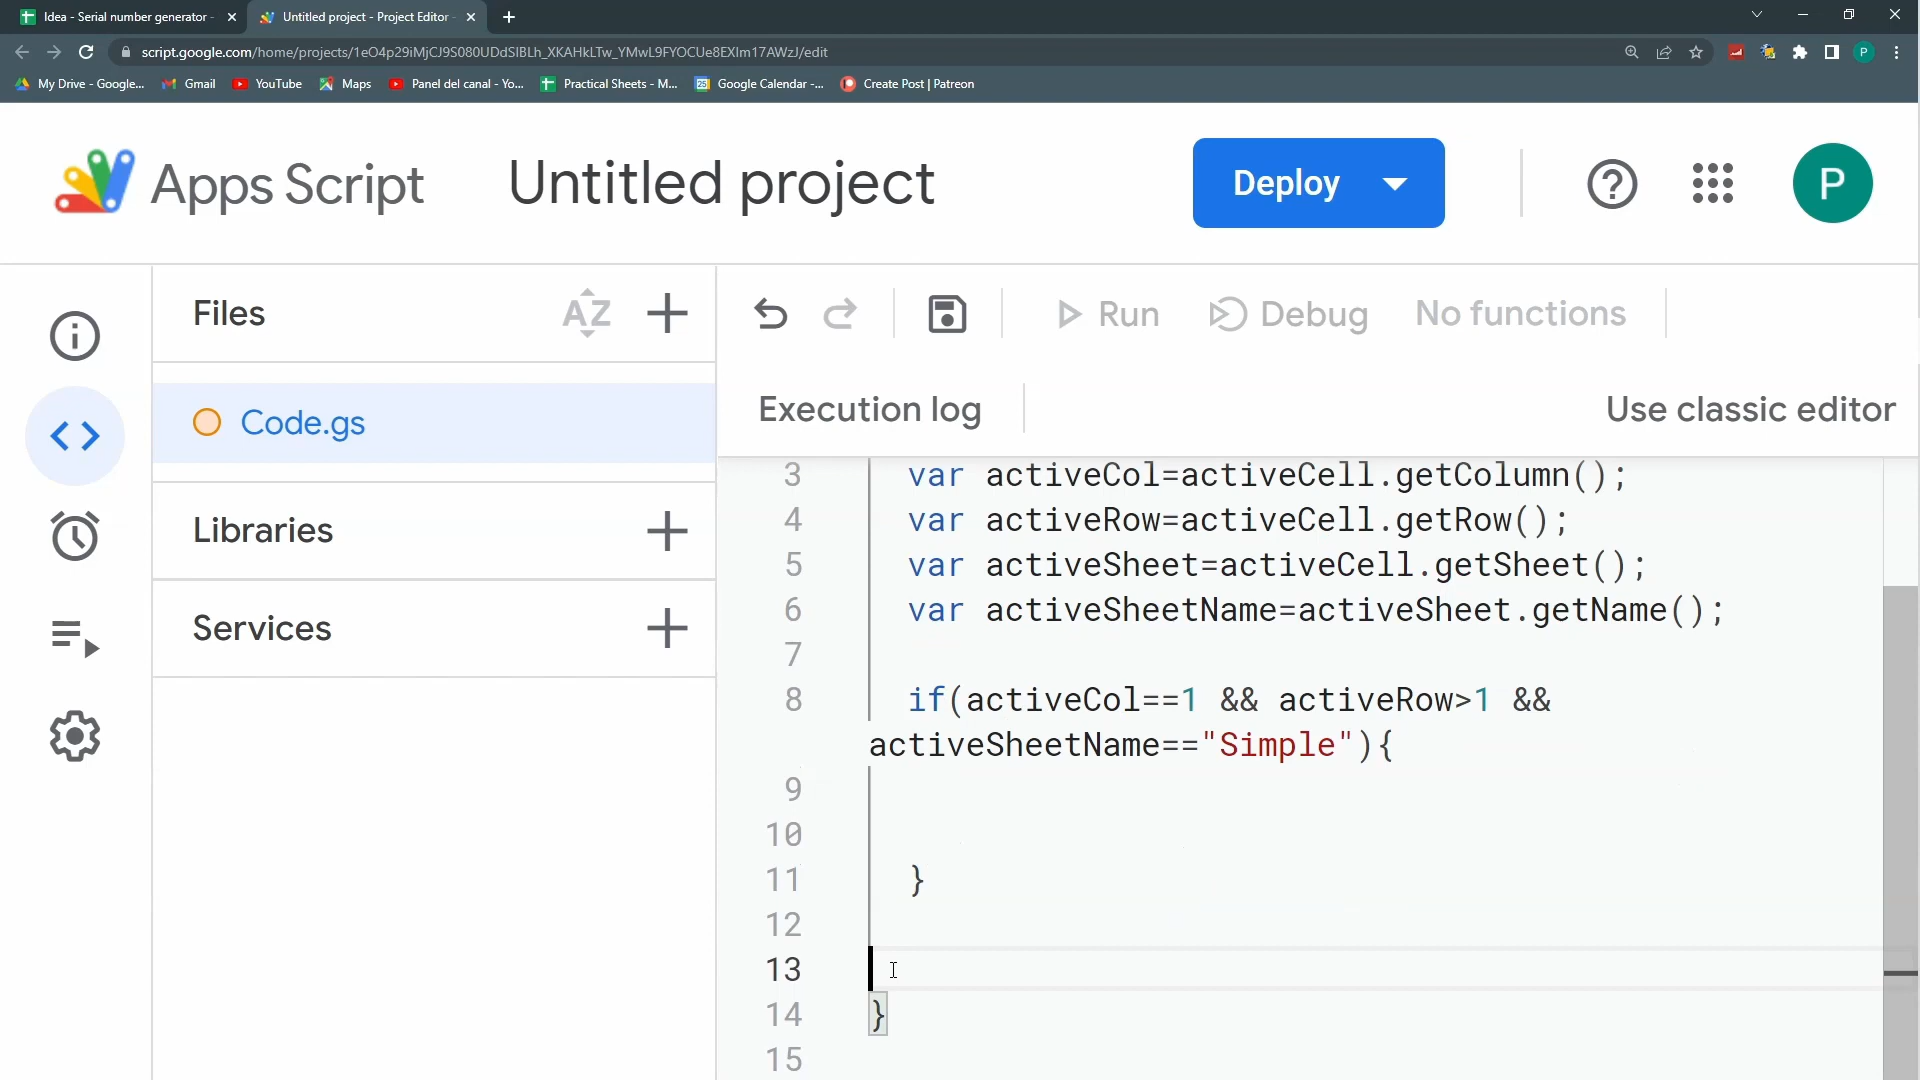 Idea - Serial number generator -
Untitled project - Project Editor -
script.google.com/home/projects/1eO4p29iMjCJ9S080UDdSIBLh_XKAHkLTw_YMwL9FYOCUe8EXIm17AWzJ/edit
P
My Drive - Google...
Gmail
YouTube
Maps
Panel del canal - Yo...
Practical Sheets - M...
Google Calendar -...
Create Post | Patreon
Apps Script
Untitled project
Deploy
P
Files
AZ
Run
Debug
No functions
Code.gs
Execution log
Use classic editor
Libraries
Services
3 var activeCol=activeCell.getColumn();
4 var activeRow=activeCell.getRow();
5 var activeSheet=activeCell.getSheet();
6 var activeSheetName=activeSheet.getName();
7
8 if(activeCol==1 && activeRow>1 &&
activeSheetName=="Simple"){
9
10
11 }
12
13
14 }
15